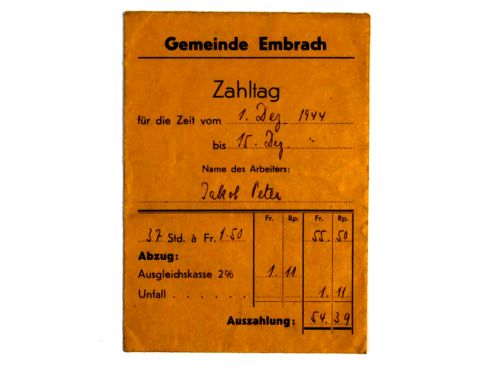 Gemeinde Embrach
Zahltag
für die Zeit vom 1. Dez. 1944
bis 15. Dez. "
Name des Arbeiters:
Jakob Peter
Fr. Rp. Fr. Rp.
37 Std. à Fr. 1.50 55. 50
Abzug:
Ausgleichskasse 2% 1. 11
Unfall . . . . . . 1. 11
Auszahlung: 54. 39